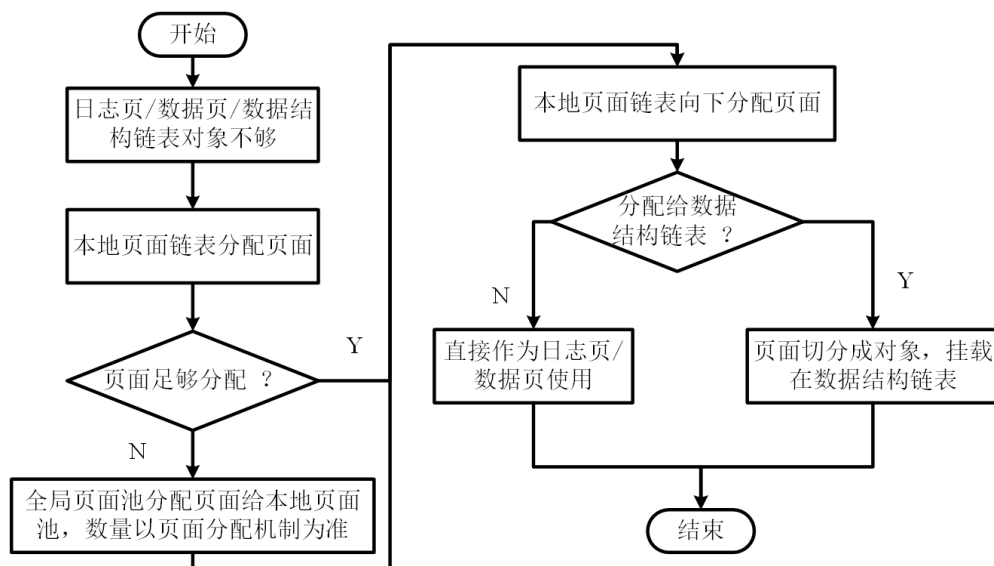 开始
日志页/数据页/数据结
构链表对象不够
本地页面链表分配页面
页面足够分配 ？
Y
N
全局页面池分配页面给本地页面
池，数量以页面分配机制为准
本地页面链表向下分配页面
分配给数据
结构链表 ？
N
Y
直接作为日志页/
数据页使用
页面切分成对象，挂载
在数据结构链表
结束